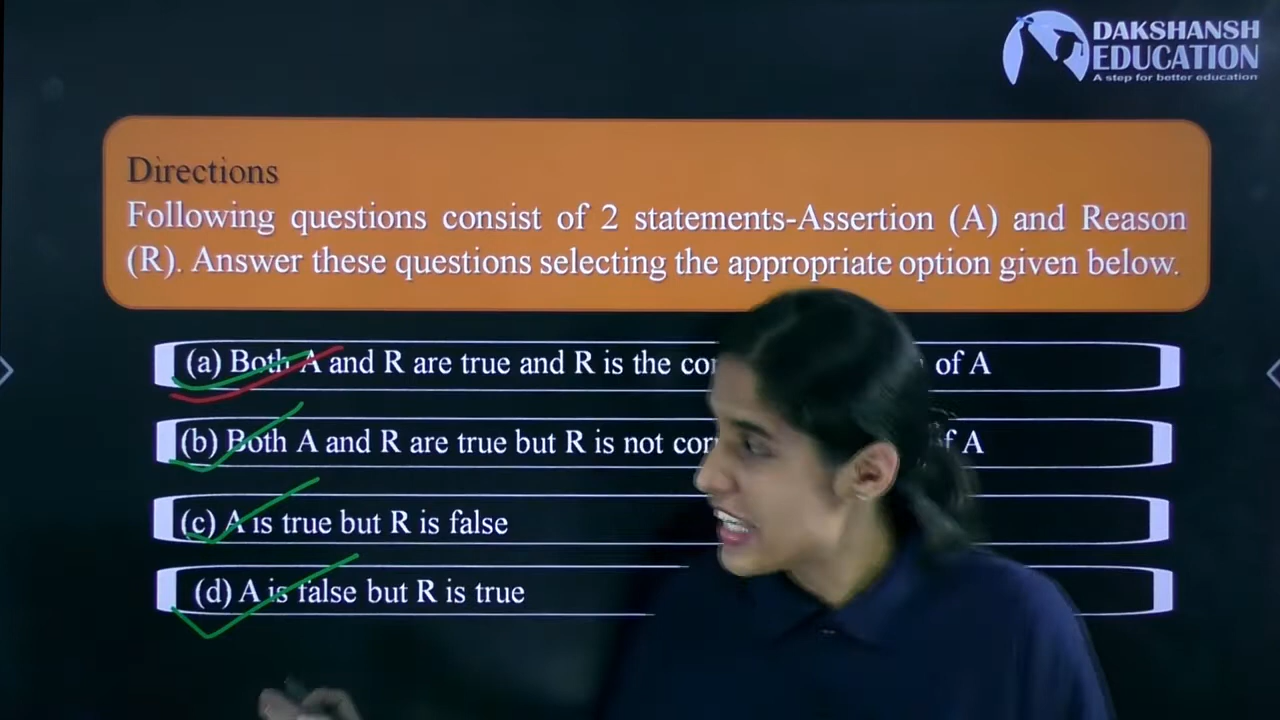 DAKSHANSH
EDUCATION
A step for better education
Directions
Following questions consist of 2 statements-Assertion (A) and Reason
(R). Answer these questions selecting the appropriate option given below.
(a) Both A and R are true and R is the of A
(b) Both A and R are true but R is not A
(c) A is true but R is false
(d) A is false but R is true